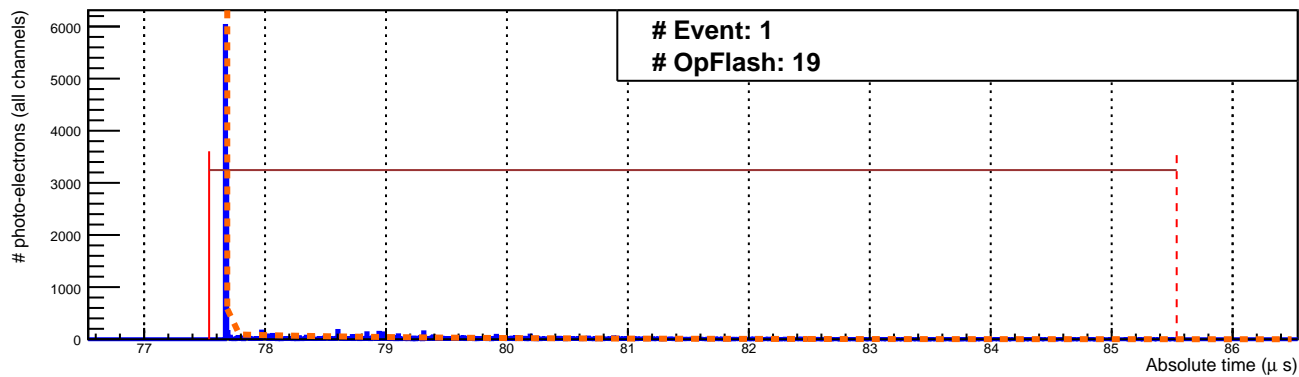 # Event: 1
# OpFlash: 19
# photo-electrons (all channels)
6000
5000
4000
3000
2000
1000
0
77 78 79 80 81 82 83 84 85 86
Absolute time (μ s)